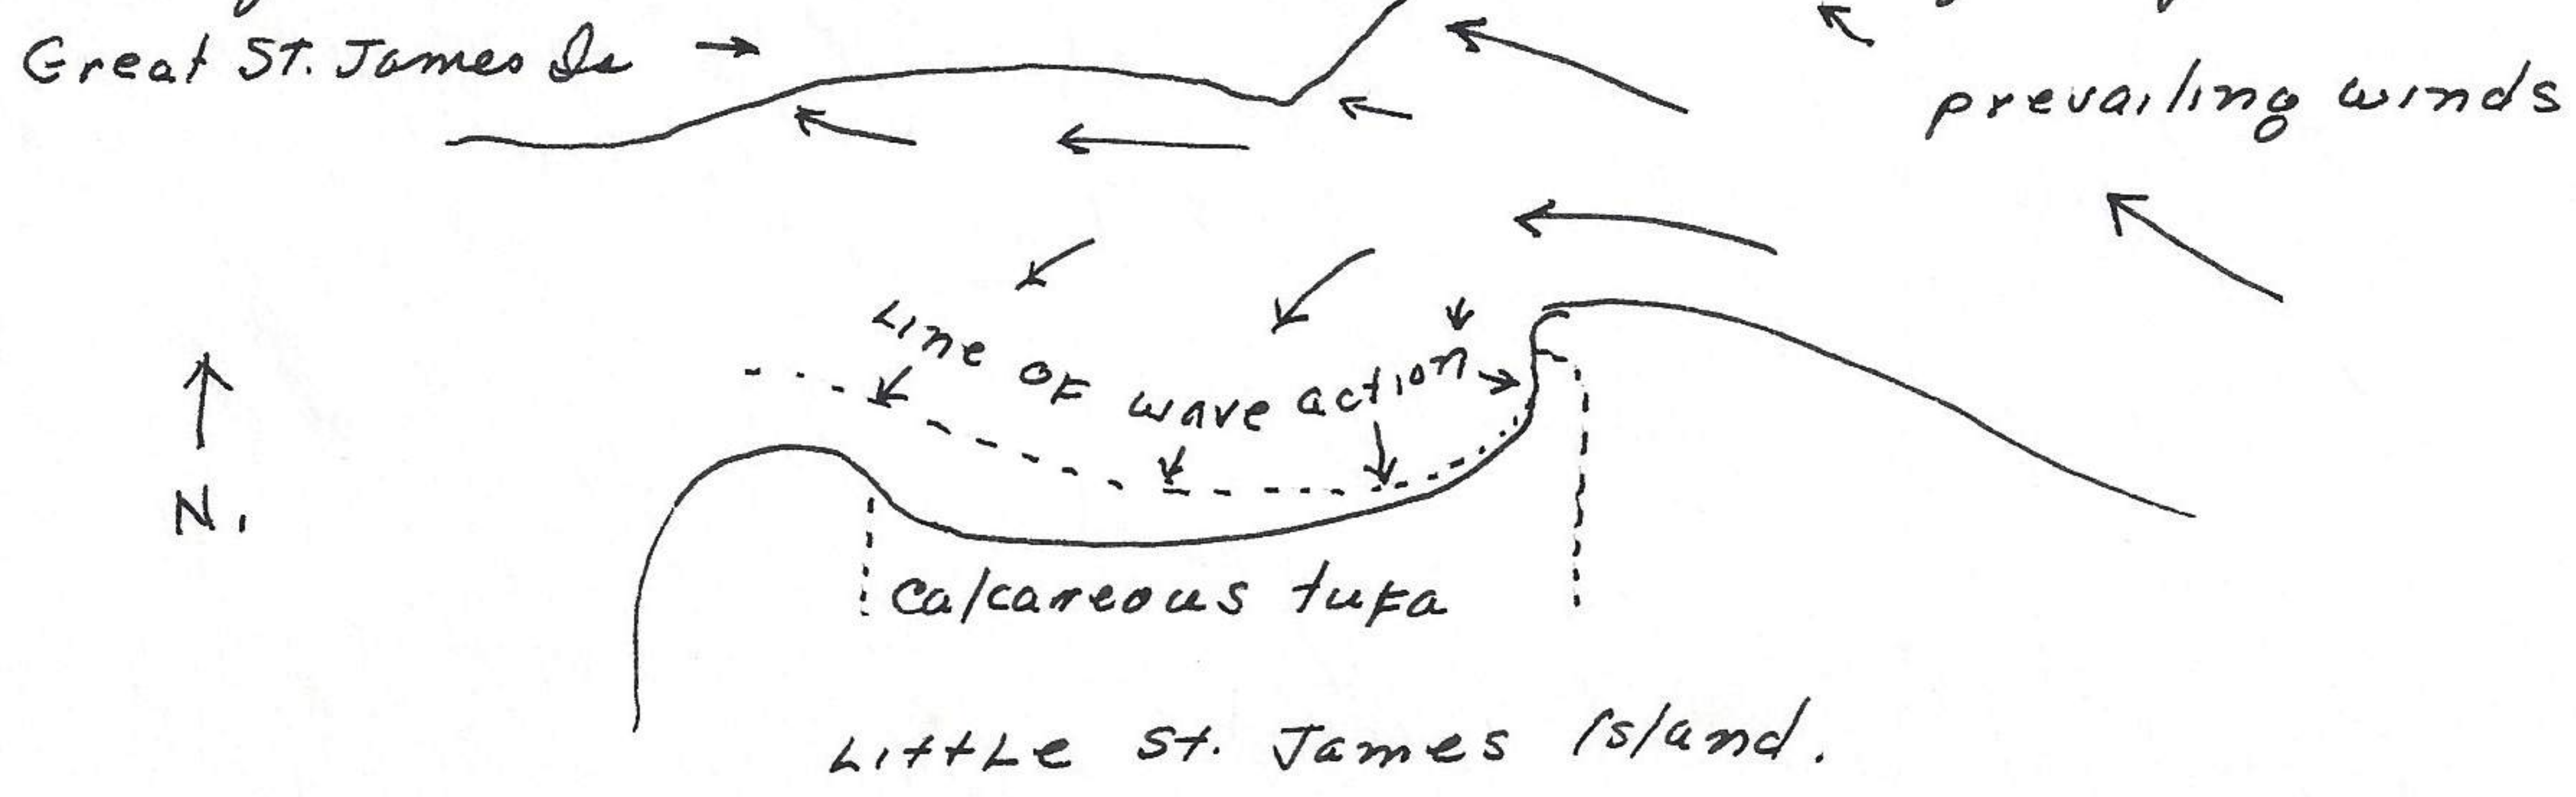 Great St. James Is
prevailing winds
Line of wave action
N.
Calcareous tufa
Little St. James Island.